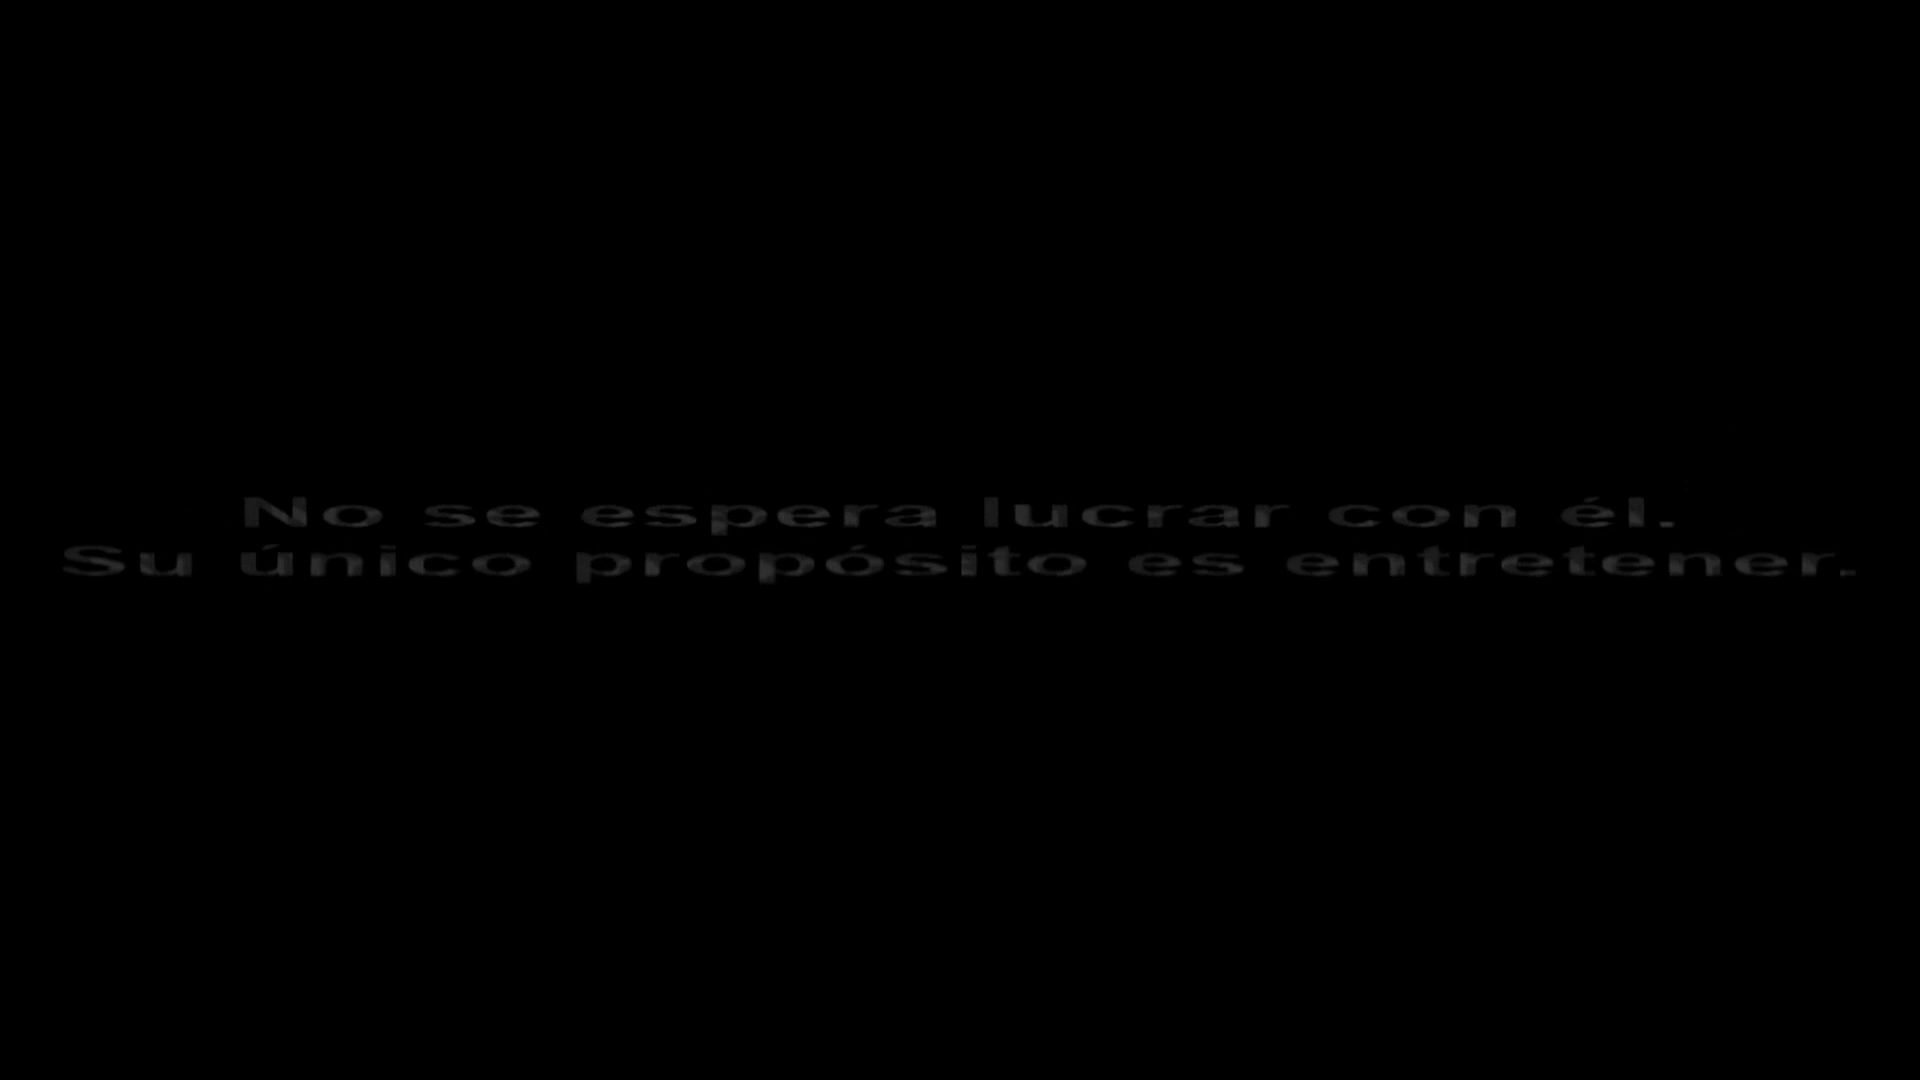 No se espera lucrar con él.
Su único propósito es entretener.